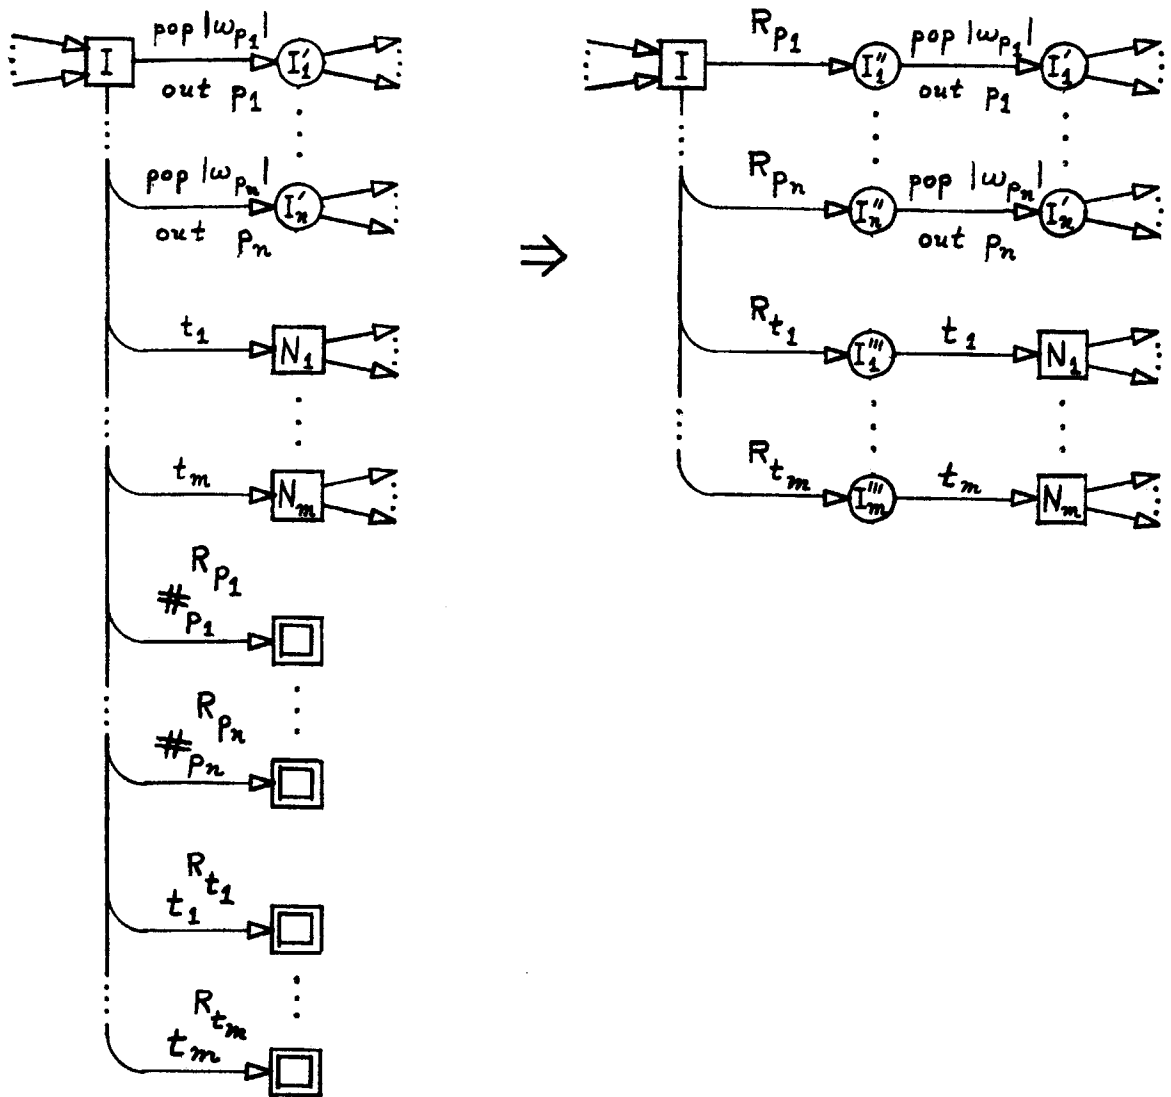 I pop |ω_{p_1}| I'_1
out p_1
pop |ω_{p_n}| I'_n
out p_n
t_1 N_1
t_m N_m
R_{p_1}
#_{p_1}
R_{p_n}
#_{p_n}
R_{t_1}
t_1
R_{t_m}
t_m
⇒
I R_{p_1} I''_1 pop |ω_{p_1}| I'_1
out p_1
R_{p_n} I''_n pop |ω_{p_n}| I'_n
out p_n
R_{t_1} I'''_1 t_1 N_1
R_{t_m} I'''_m t_m N_m